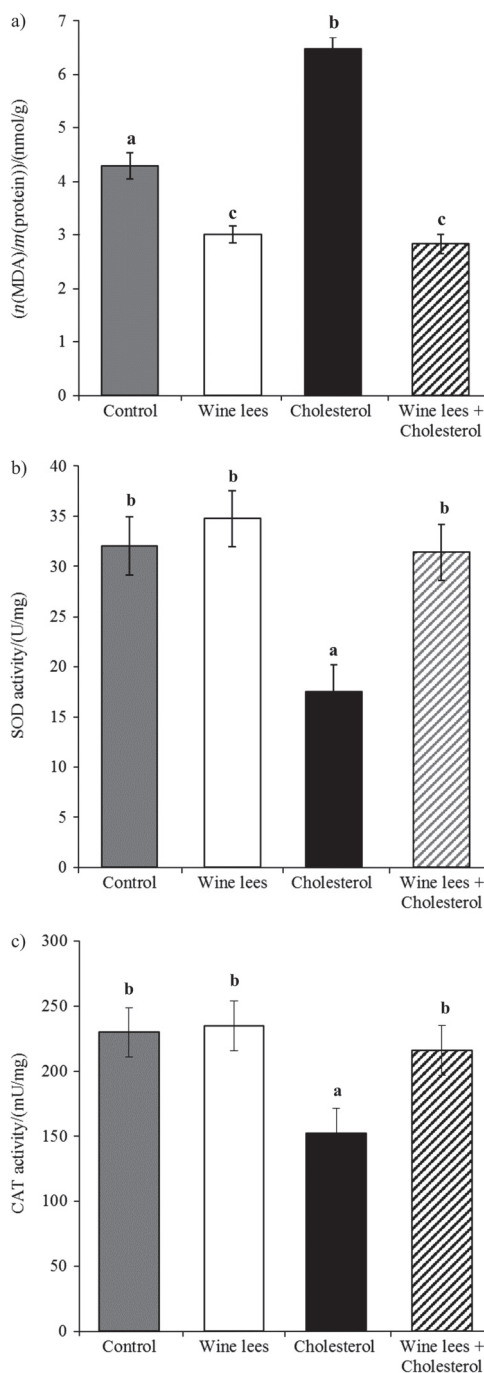 a)
(n(MDA)/m(protein))/(nmol/g)
7
6
5
4
3
2
1
0
a
c
b
c
Control
Wine lees
Cholesterol
Wine lees +
Cholesterol
b)
SOD activity/(U/mg)
40
35
30
25
20
15
10
5
0
b
b
a
b
Control
Wine lees
Cholesterol
Wine lees +
Cholesterol
c)
CAT activity/(mU/mg)
300
250
200
150
100
50
0
b
b
a
b
Control
Wine lees
Cholesterol
Wine lees +
Cholesterol